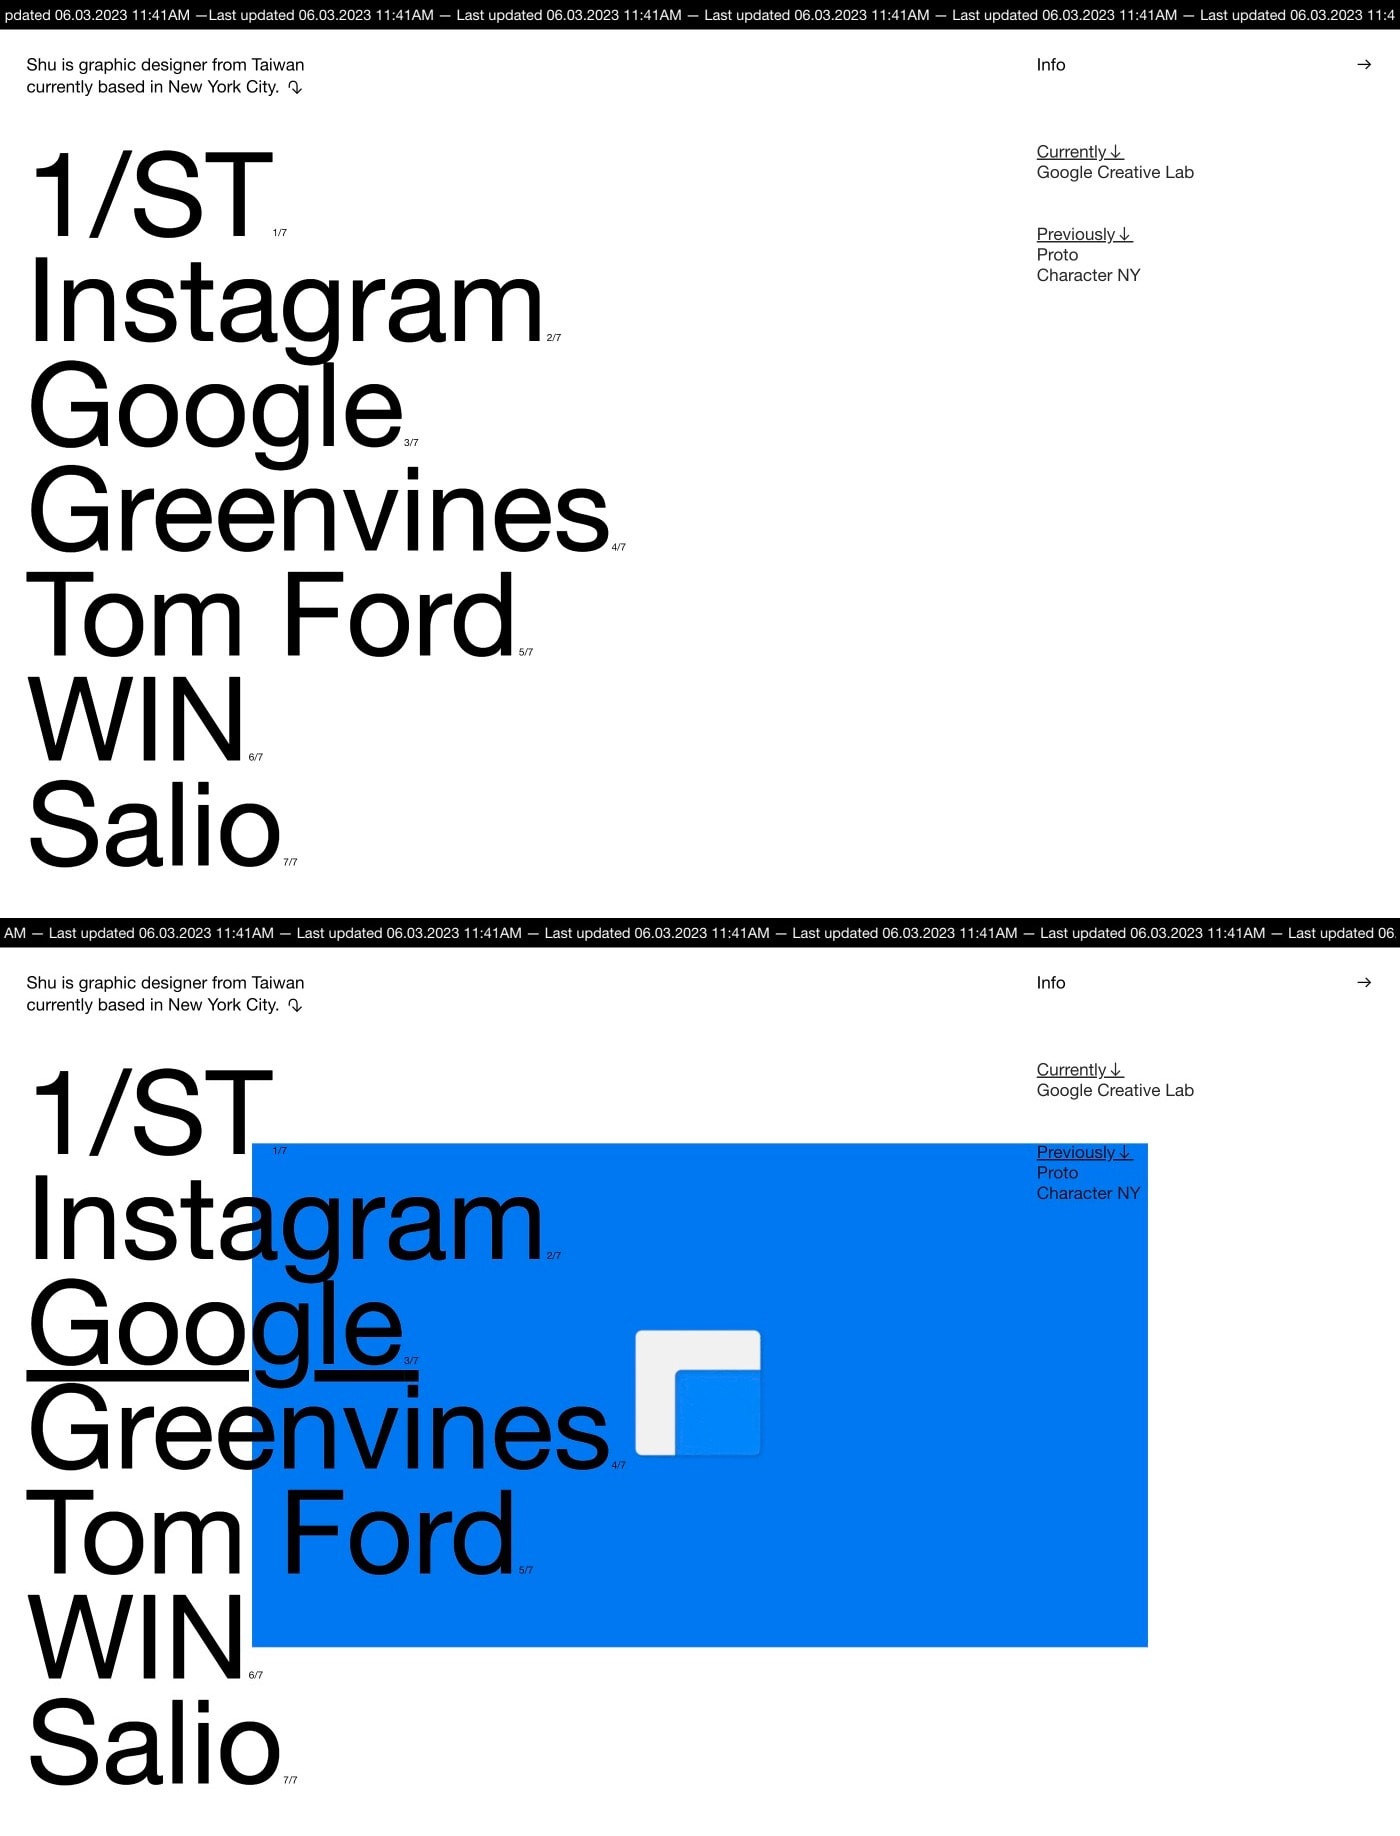 pdated 06.03.2023 11:41AM —Last updated 06.03.2023 11:41AM — Last updated 06.03.2023 11:41AM — Last updated 06.03.2023 11:41AM — Last updated 06.03.2023 11:41AM — Last updated 06.03.2023 11:4
Shu is graphic designer from Taiwan
currently based in New York City. ↷
Info →
1/ST 1/7
Instagram 2/7
Google 3/7
Greenvines 4/7
Tom Ford 5/7
WIN 6/7
Salio 7/7
Currently ↓
Google Creative Lab
Previously ↓
Proto
Character NY
AM — Last updated 06.03.2023 11:41AM — Last updated 06.03.2023 11:41AM — Last updated 06.03.2023 11:41AM — Last updated 06.03.2023 11:41AM — Last updated 06.03.2023 11:41AM — Last updated 06.
Shu is graphic designer from Taiwan
currently based in New York City. ↷
Info →
1/ST 1/7
Instagram 2/7
Google 3/7
Greenvines 4/7
Tom Ford 5/7
WIN 6/7
Salio 7/7
Currently ↓
Google Creative Lab
Previously ↓
Proto
Character NY